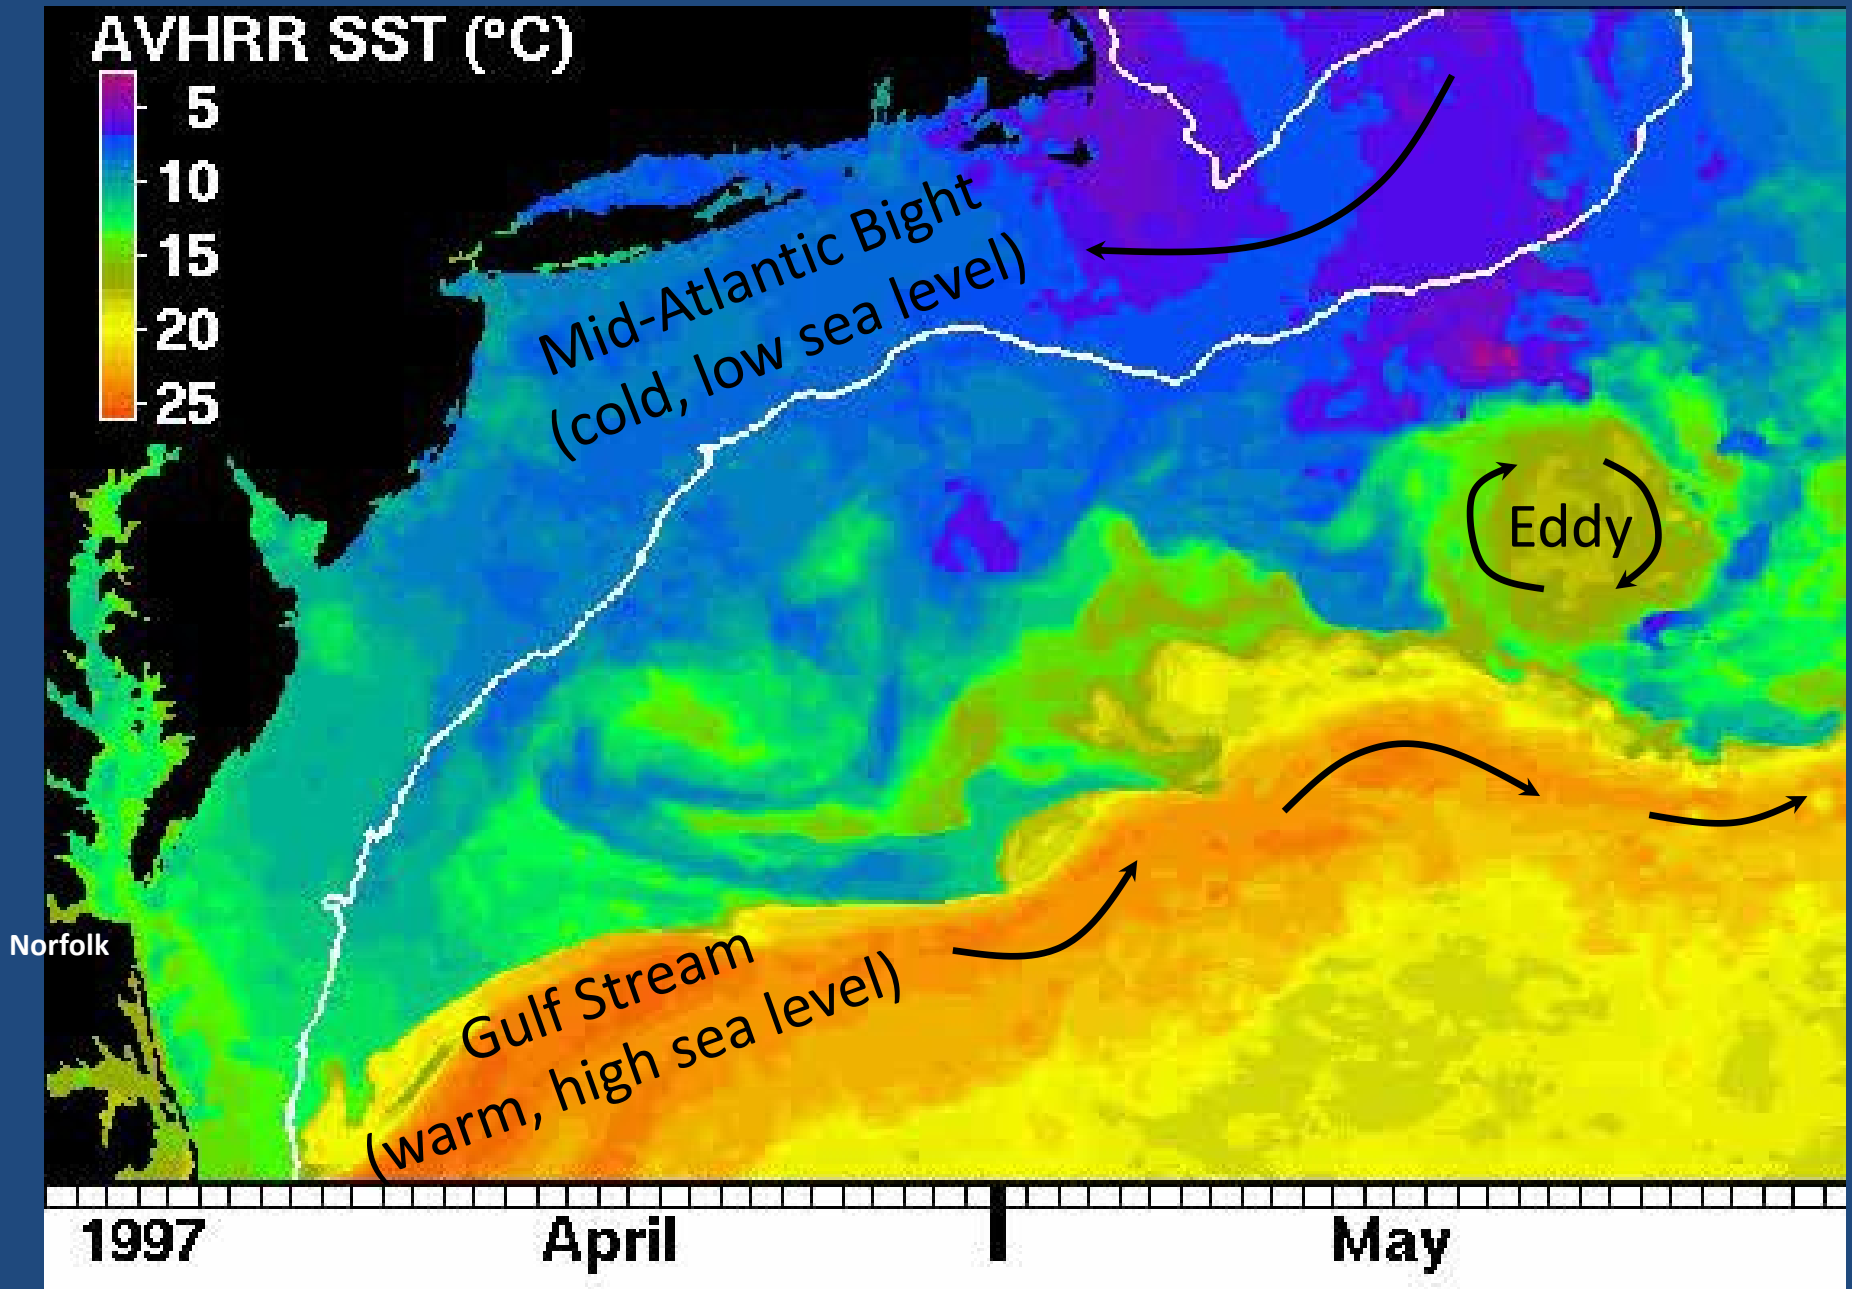 AVHRR SST (°C)
5
10
15
20
25
Mid-Atlantic Bight
(cold, low sea level)
Eddy
Norfolk
Gulf Stream
(warm, high sea level)
1997 April May